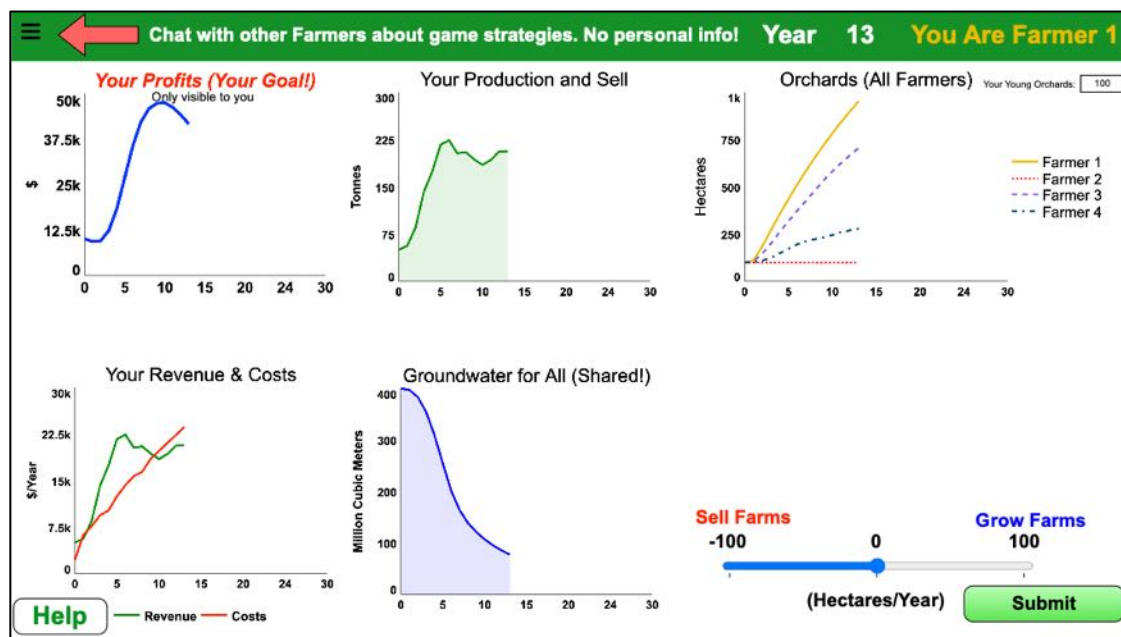 Chat with other Farmers about game strategies. No personal info! Year 13 You Are Farmer 1
Your Profits (Your Goal!)
Only visible to you
50k
37.5k
25k
12.5k
0
$
0 5 10 15 20 24 30
Your Production and Sell
300
225
150
75
0
Tonnes
0 5 10 15 20 24 30
Orchards (All Farmers)
Your Young Orchards: 100
1k
750
500
250
0
Hectares
0 5 10 15 20 24 30
Farmer 1
Farmer 2
Farmer 3
Farmer 4
Your Revenue & Costs
30k
22.5k
15k
7.5k
0
$/Year
0 5 10 15 20 24 30
Revenue Costs
Groundwater for All (Shared!)
400
300
200
100
0
Million Cubic Meters
0 5 10 15 20 24 30
Sell Farms Grow Farms
-100 0 100
(Hectares/Year)
Submit
Help